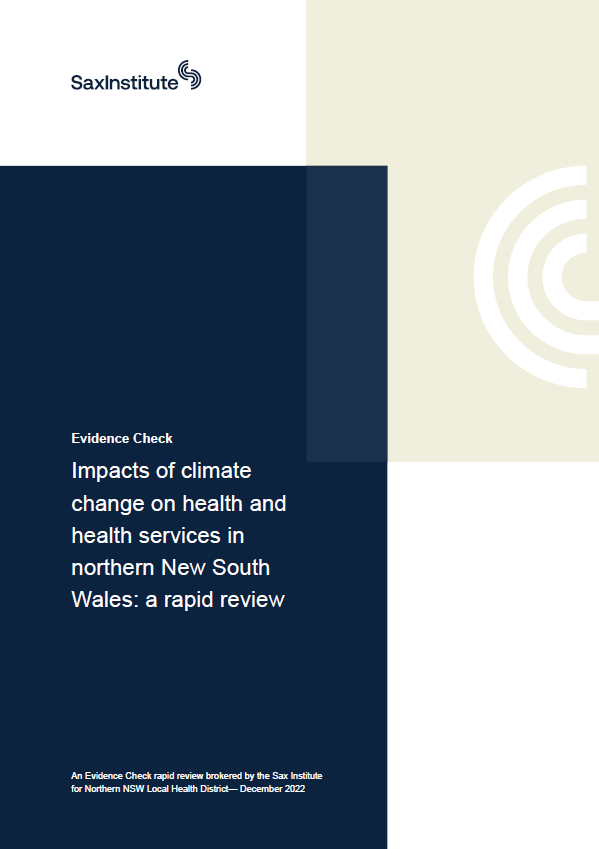 SaxInstitute
Evidence Check
Impacts of climate
change on health and
health services in
northern New South
Wales: a rapid review
An Evidence Check rapid review brokered by the Sax Institute
for Northern NSW Local Health District— December 2022